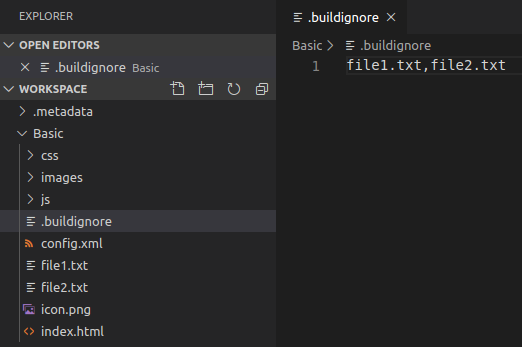 EXPLORER
OPEN EDITORS
.buildignore Basic
WORKSPACE
.metadata
Basic
css
images
js
.buildignore
config.xml
file1.txt
file2.txt
icon.png
index.html
.buildignore
Basic > .buildignore
1 file1.txt,file2.txt